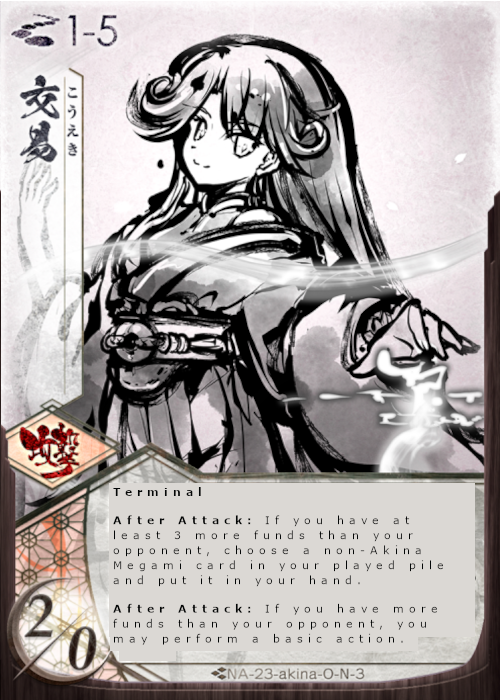 1-5
交易
こうえき
攻撃
2/0
Terminal
After Attack: If you have at
least 3 more funds than your
opponent, choose a non-Akina
Megami card in your played pile
and put it in your hand.
After Attack: If you have more
funds than your opponent, you
may perform a basic action.
NA-23-akina-O-N-3